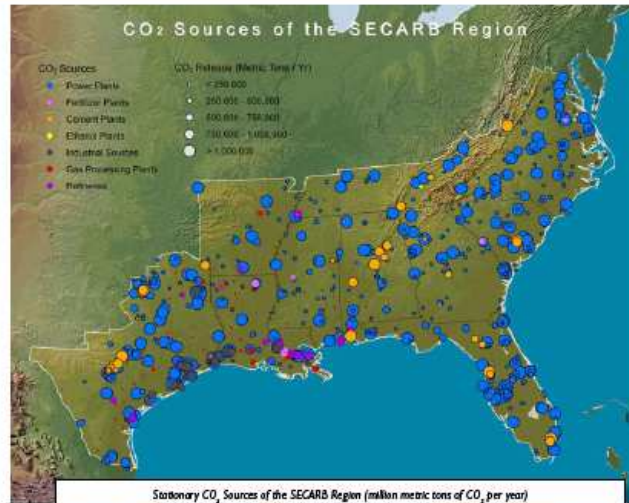 CO₂ Sources of the SECARB Region
CO₂ Sources
Power Plants
Fertilizer Plants
Cement Plants
Ethanol Plants
Industrial Sources
Gas Processing Plants
Refineries
CO₂ Release (Metric Tons / Yr)
< 250,000
250,000 - 500,000
500,000 - 750,000
750,000 - 1,000,000
> 1,000,000
Stationary CO₂ Sources of the SECARB Region (million metric tons of CO₂ per year)